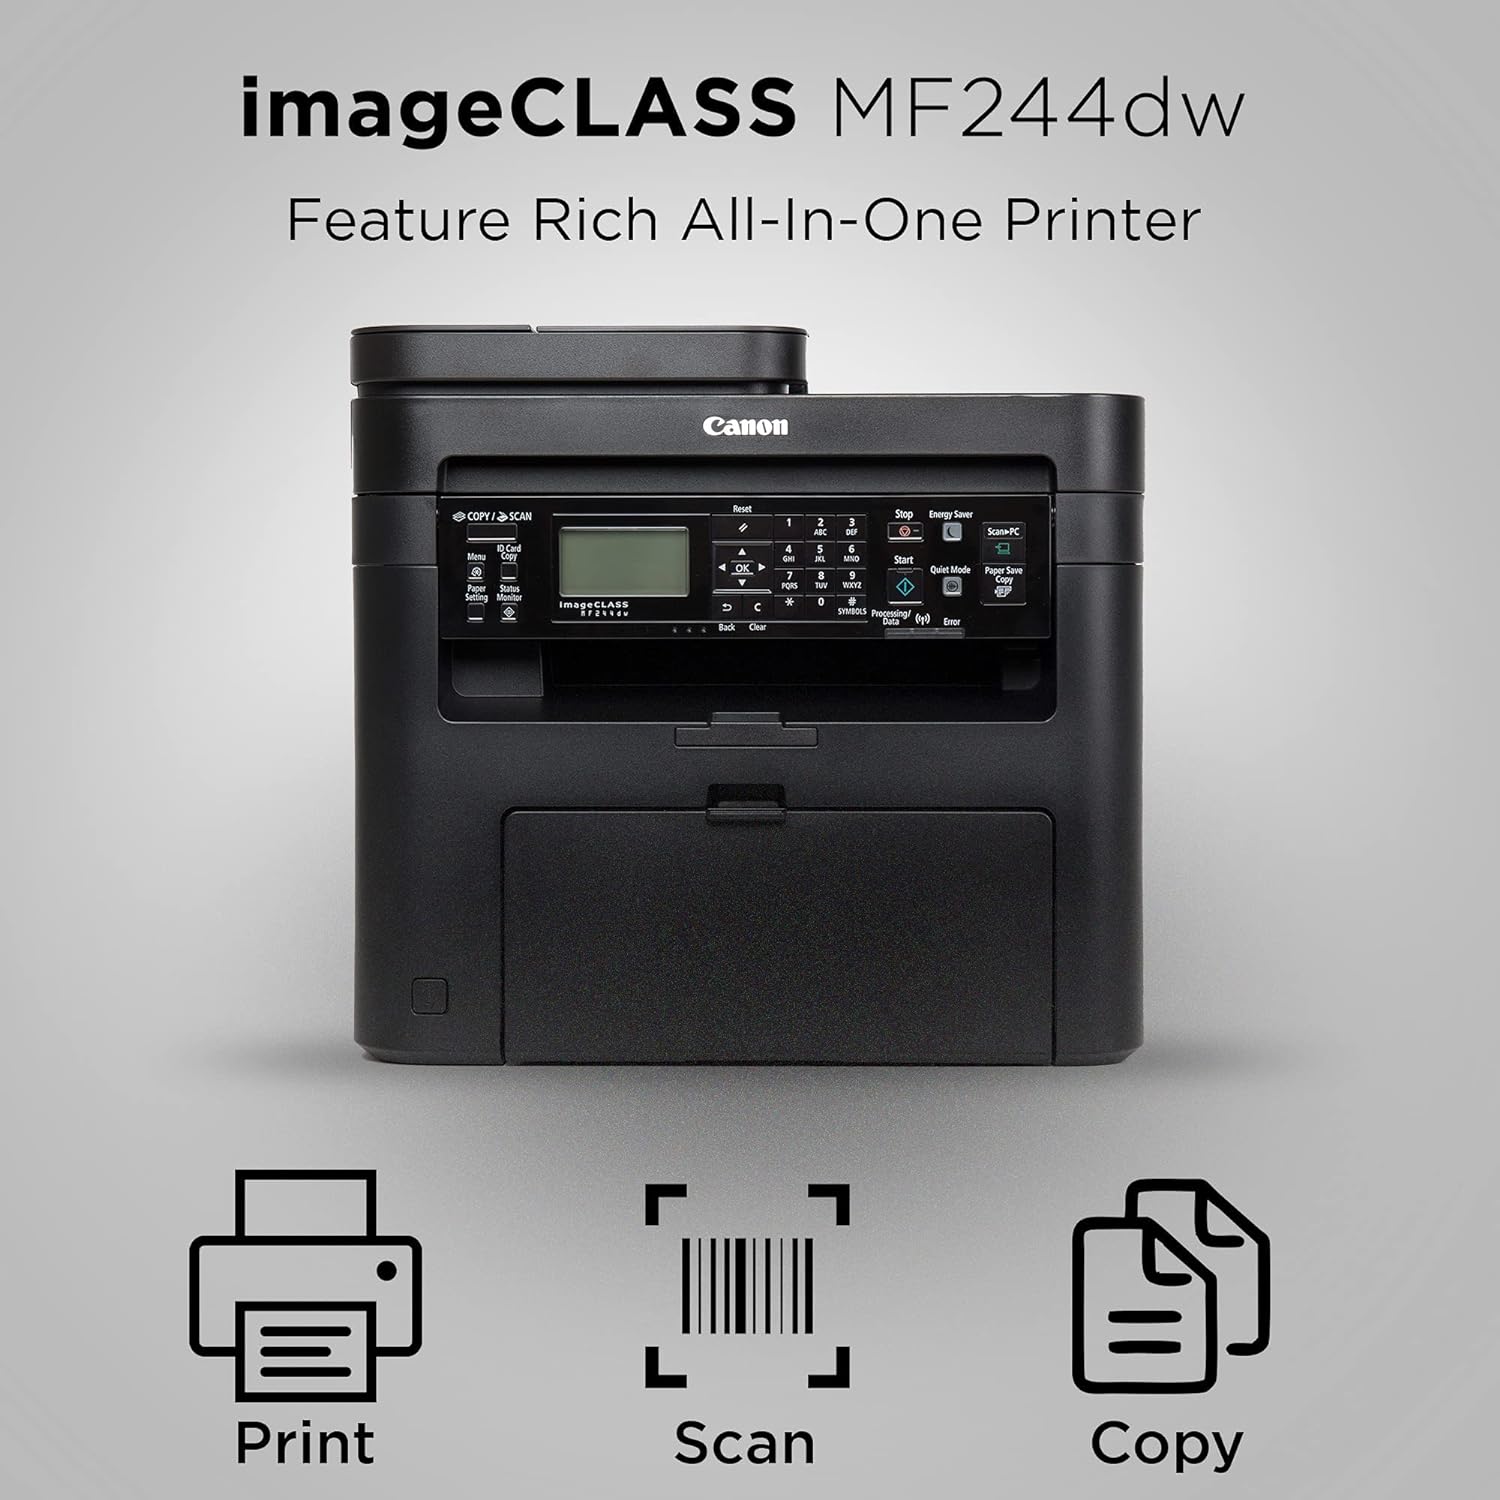 imageCLASS MF244dw
Feature Rich All-In-One Printer
Canon
COPY / SCAN
Menu
ID Card
Copy
Paper
Setting
Status
Monitor
imageCLASS
MF244dw
Reset
OK
Back
Clear
C
1 2 3
ABC DEF
4 5 6
GHI JKL MNO
7 8 9
PQRS TUV WXYZ
* 0 #
SYMBOLS
Stop
Energy Saver
Start
Quiet Mode
Processing/
Data
Error
Scan▶PC
Paper Save
Copy
Print
Scan
Copy